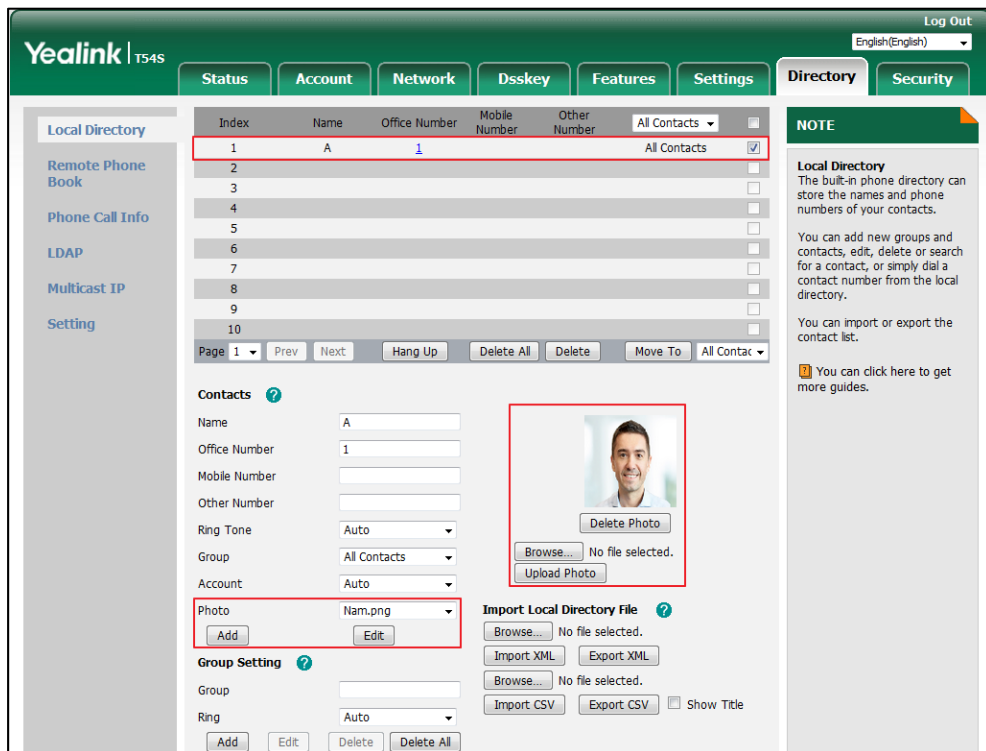 Log Out
English(English)
Yealink | T54S
Status Account Network Dsskey Features Settings Directory Security
Local Directory
Remote Phone
Book
Phone Call Info
LDAP
Multicast IP
Setting
Index Name Office Number Mobile Number Other Number All Contacts
1 A 1 All Contacts
2
3
4
5
6
7
8
9
10
Page 1 Prev Next Hang Up Delete All Delete Move To All Contac
Contacts ?
Name A
Office Number 1
Mobile Number
Other Number
Ring Tone Auto
Group All Contacts
Account Auto
Photo Nam.png
Add Edit
Group Setting ?
Group
Ring Auto
Add Edit Delete Delete All
Delete Photo
Browse... No file selected.
Upload Photo
Import Local Directory File ?
Browse... No file selected.
Import XML Export XML
Browse... No file selected.
Import CSV Export CSV Show Title
NOTE
Local Directory
The built-in phone directory can
store the names and phone
numbers of your contacts.
You can add new groups and
contacts, edit, delete or search
for a contact, or simply dial a
contact number from the local
directory.
You can import or export the
contact list.
? You can click here to get
more guides.